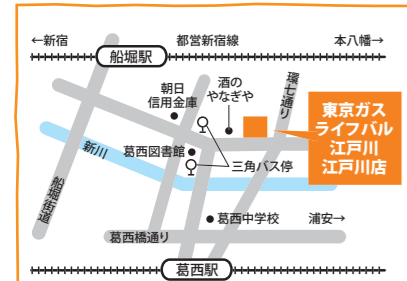 ←新宿
都営新宿線
本八幡→
船堀駅
朝日
信用金庫
酒の
やなぎや
環七通り
東京ガス
ライフバル
江戸川
江戸川店
新川
葛西図書館
三角バス停
船堀街道
葛西中学校
浦安→
葛西橋通り
葛西駅